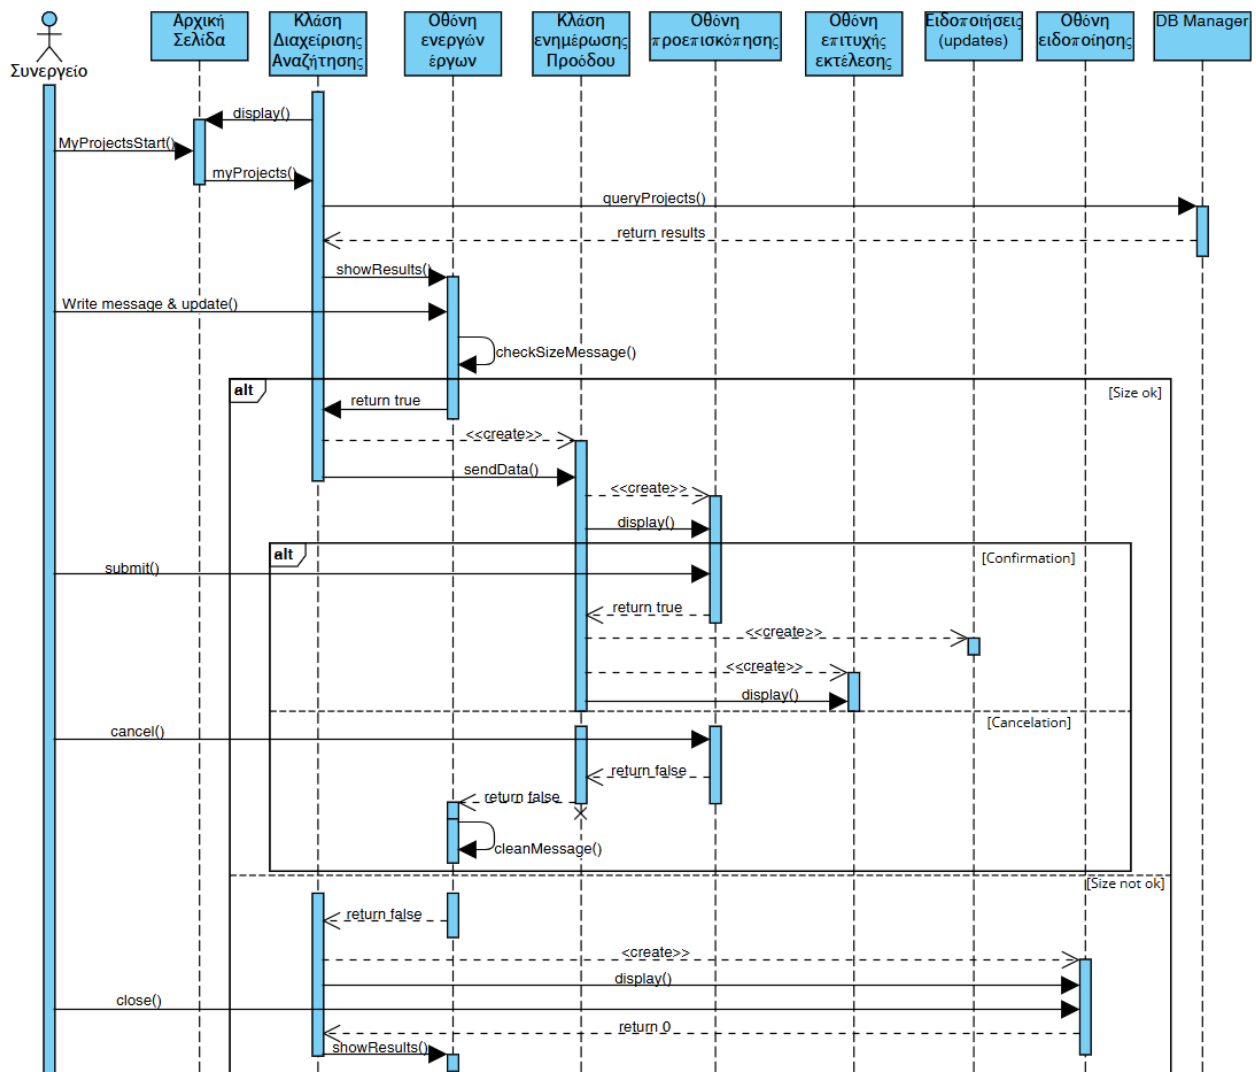 Συνεργείο
Αρχική
Σελίδα
Κλάση
Διαχείρισης
Αναζήτησης
Οθόνη
ενεργών
έργων
Κλάση
ενημέρωσης
Προόδου
Οθόνη
προεπισκόπησης
Οθόνη
επιτυχής
εκτέλεσης
Ειδοποιήσεις
(updates)
Οθόνη
ειδοποίησης
DB Manager
display()
MyProjectsStart()
myProjects()
queryProjects()
return results
showResults()
Write message & update()
checkSizeMessage()
alt
[Size ok]
return true
<<create>>
sendData()
<<create>>
display()
alt
[Confirmation]
submit()
return true
<<create>>
<<create>>
display()
[Cancelation]
cancel()
return false
return false
cleanMessage()
[Size not ok]
return false
<create>>
display()
close()
return 0
showResults()